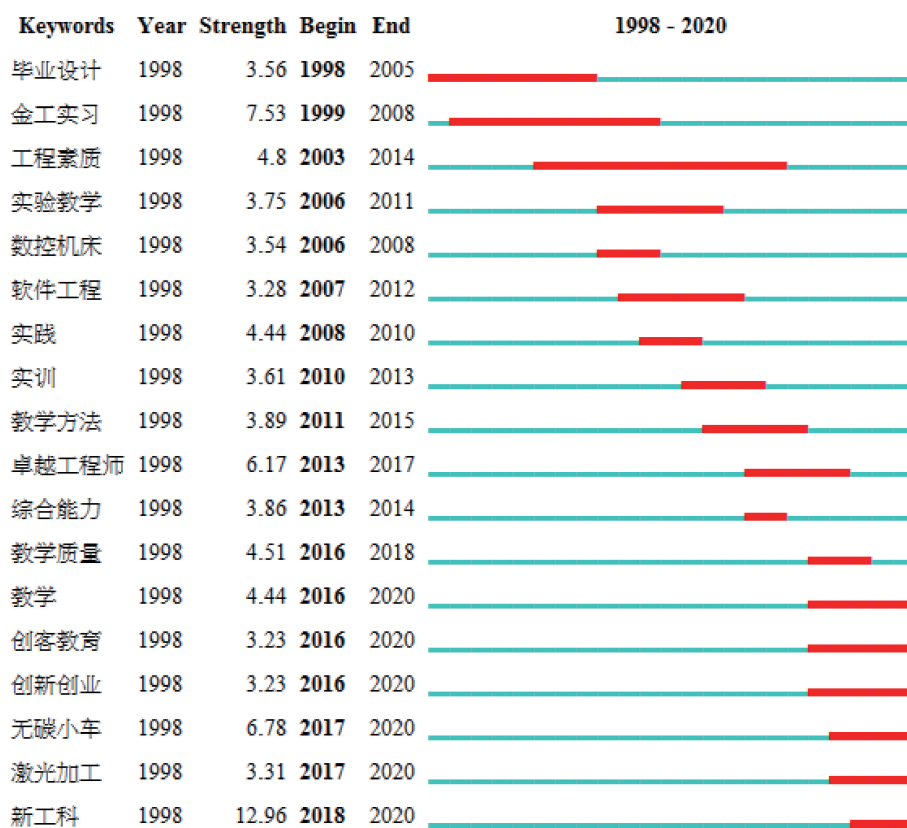 Keywords Year Strength Begin End 1998 - 2020
毕业设计 1998 3.56 1998 2005
金工实习 1998 7.53 1999 2008
工程素质 1998 4.8 2003 2014
实验教学 1998 3.75 2006 2011
数控机床 1998 3.54 2006 2008
软件工程 1998 3.28 2007 2012
实践 1998 4.44 2008 2010
实训 1998 3.61 2010 2013
教学方法 1998 3.89 2011 2015
卓越工程师 1998 6.17 2013 2017
综合能力 1998 3.86 2013 2014
教学质量 1998 4.51 2016 2018
教学 1998 4.44 2016 2020
创客教育 1998 3.23 2016 2020
创新创业 1998 3.23 2016 2020
无碳小车 1998 6.78 2017 2020
激光加工 1998 3.31 2017 2020
新工科 1998 12.96 2018 2020